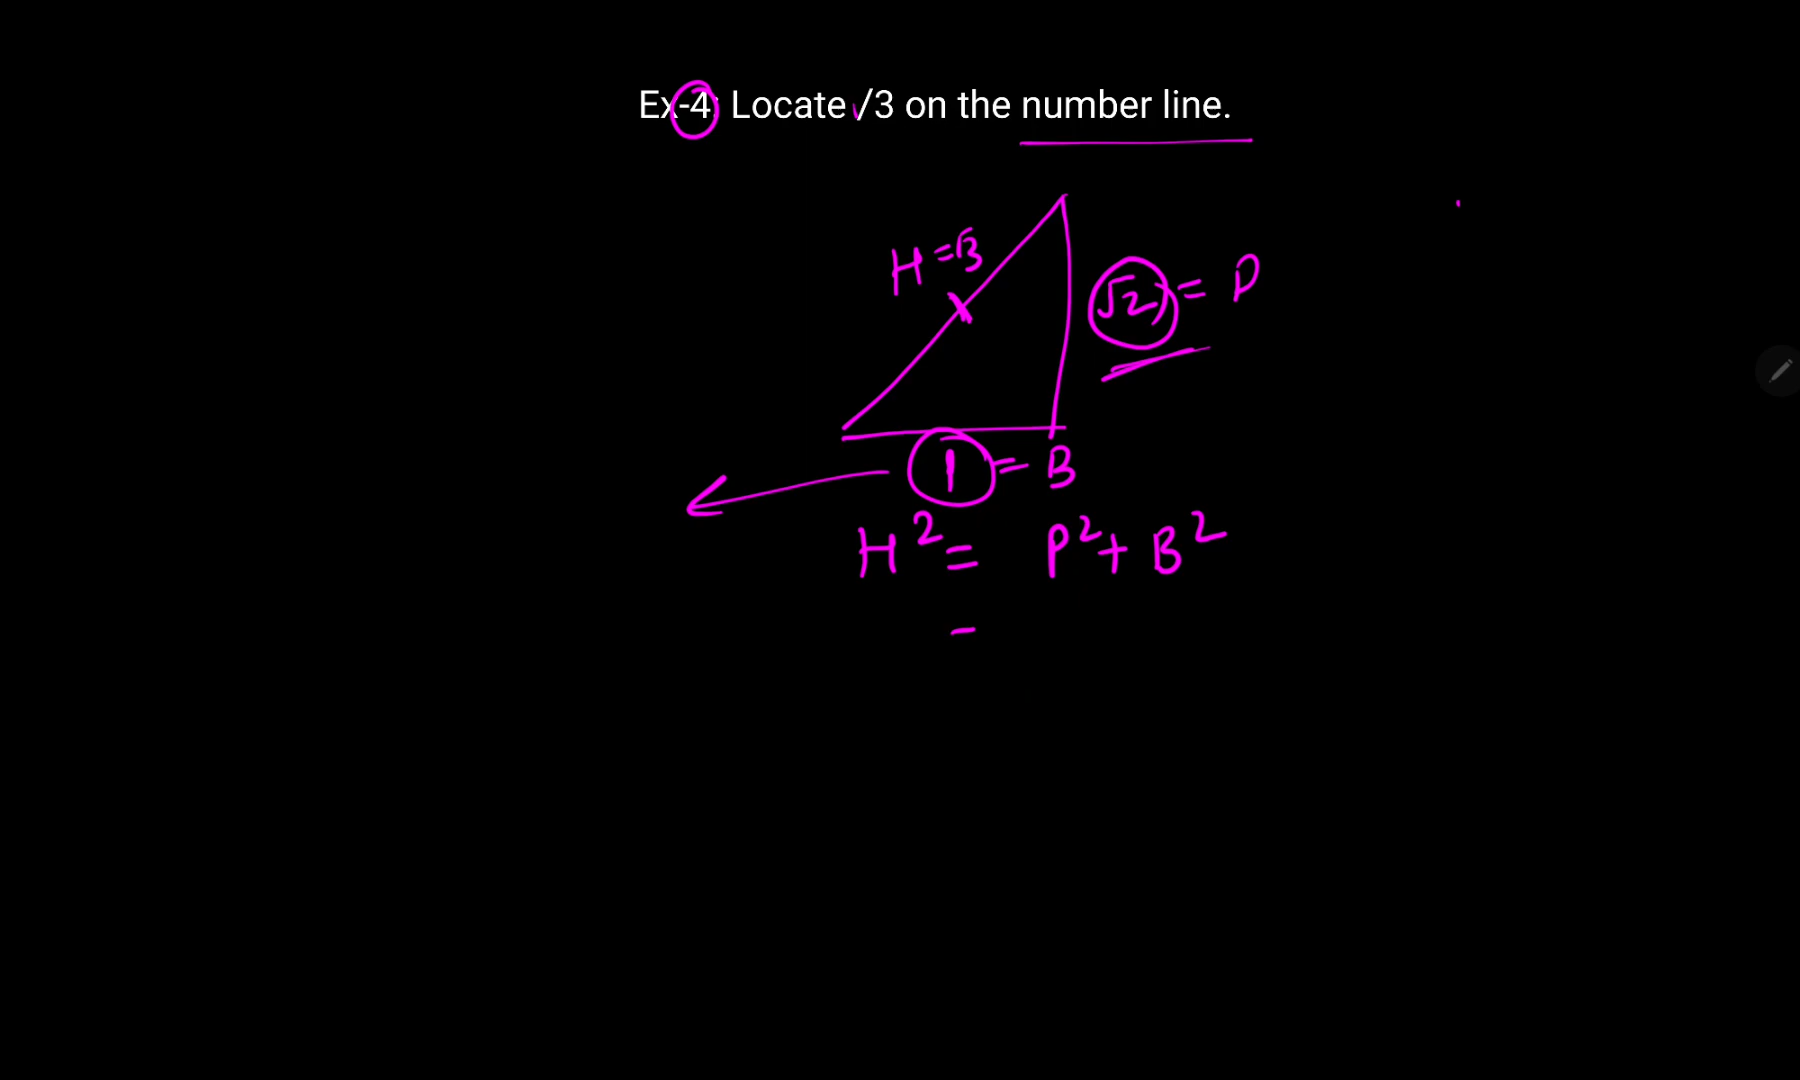 Ex-4: Locate √3 on the number line.
H = √3
√2 = P
1 = B
H² = P² + B²
=